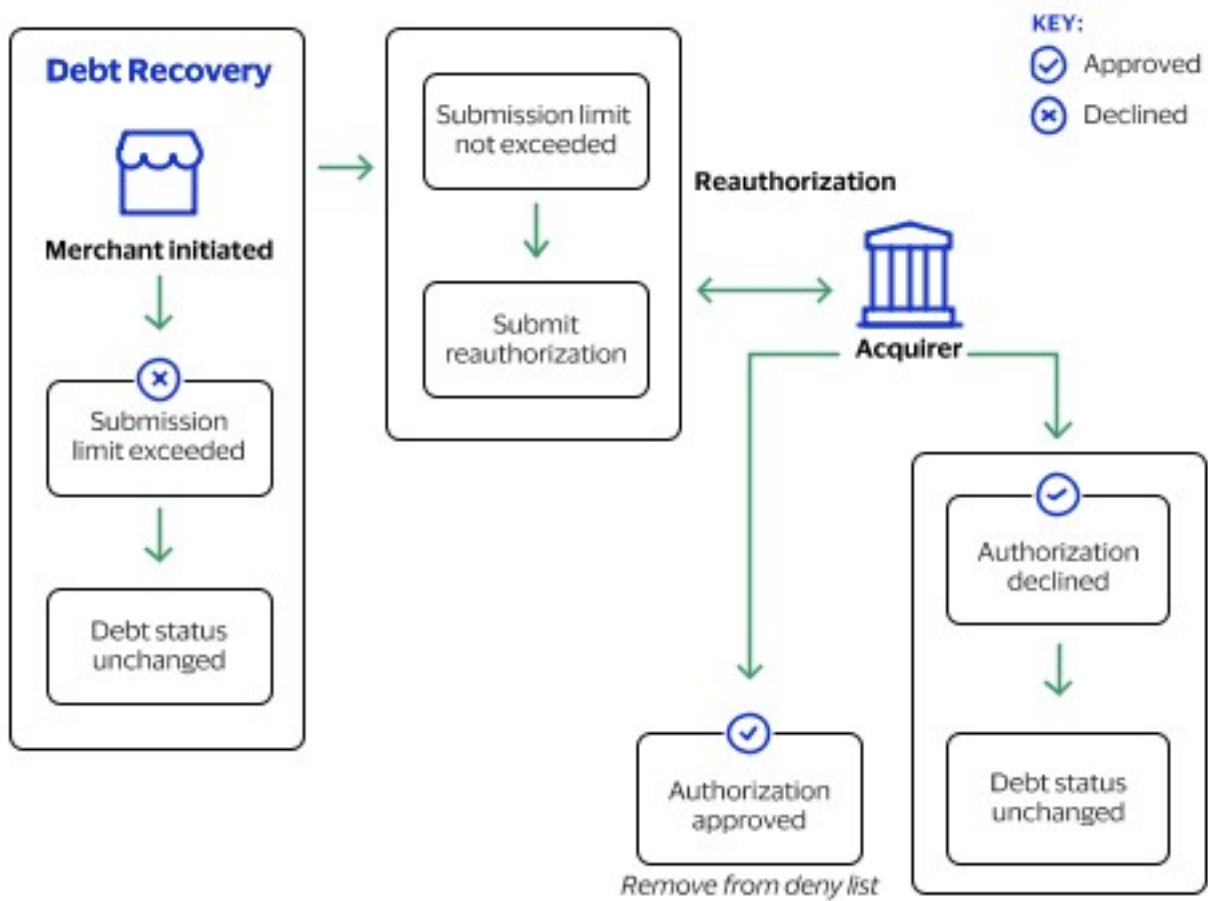 Debt Recovery
Merchant initiated
Submission
limit exceeded
Debt status
unchanged
Submission limit
not exceeded
Submit
reauthorization
Reauthorization
Acquirer
KEY:
Approved
Declined
Authorization
approved
Remove from deny list
Authorization
declined
Debt status
unchanged